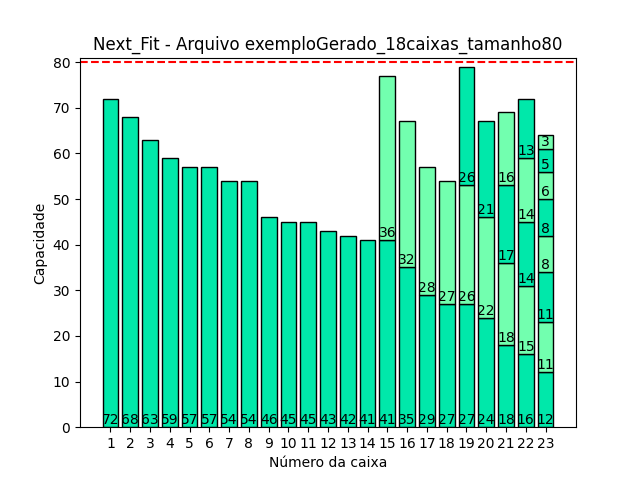 Next_Fit - Arquivo exemploGerado_18caixas_tamanho80
Capacidade
80
70
60
50
40
30
20
10
0
3
13 5
26 16 6
21 14 8
36 17 8
32
28 27 26 22 14 11
18 15 11
72 68 63 59 57 57 54 54 46 45 45 43 42 41 41 35 29 27 27 24 18 16 12
1 2 3 4 5 6 7 8 9 10 11 12 13 14 15 16 17 18 19 20 21 22 23
Número da caixa